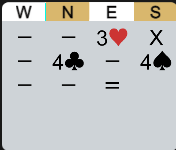 W N E S
– – 3♥ X
– 4♣ – 4♠
– – =